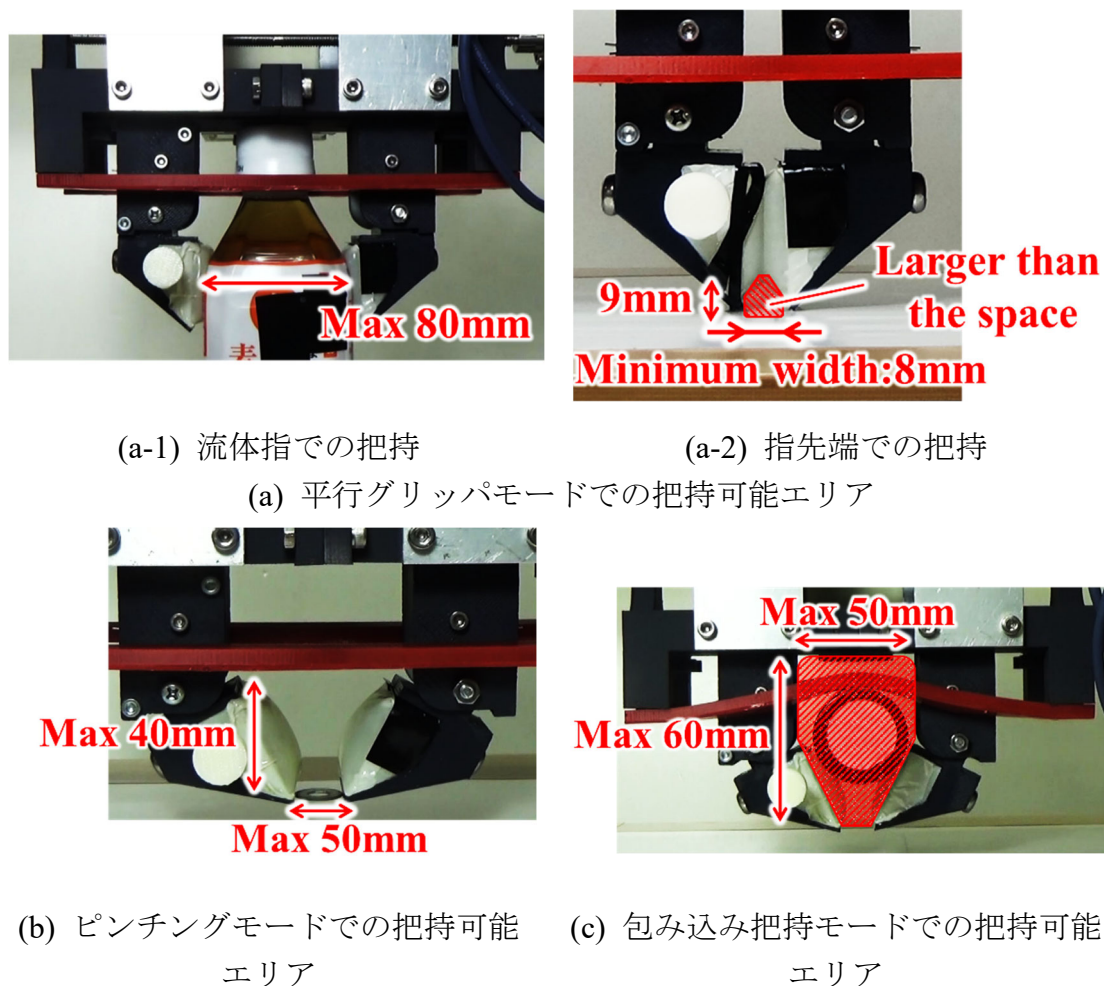 Max 80mm
素
Larger than
the space
9mm
Minimum width:8mm
(a-1) 流体指での把持
(a-2) 指先端での把持
(a) 平行グリッパモードでの把持可能エリア
Max 40mm
Max 50mm
Max 50mm
Max 60mm
(b) ピンチングモードでの把持可能
エリア
(c) 包み込み把持モードでの把持可能
エリア